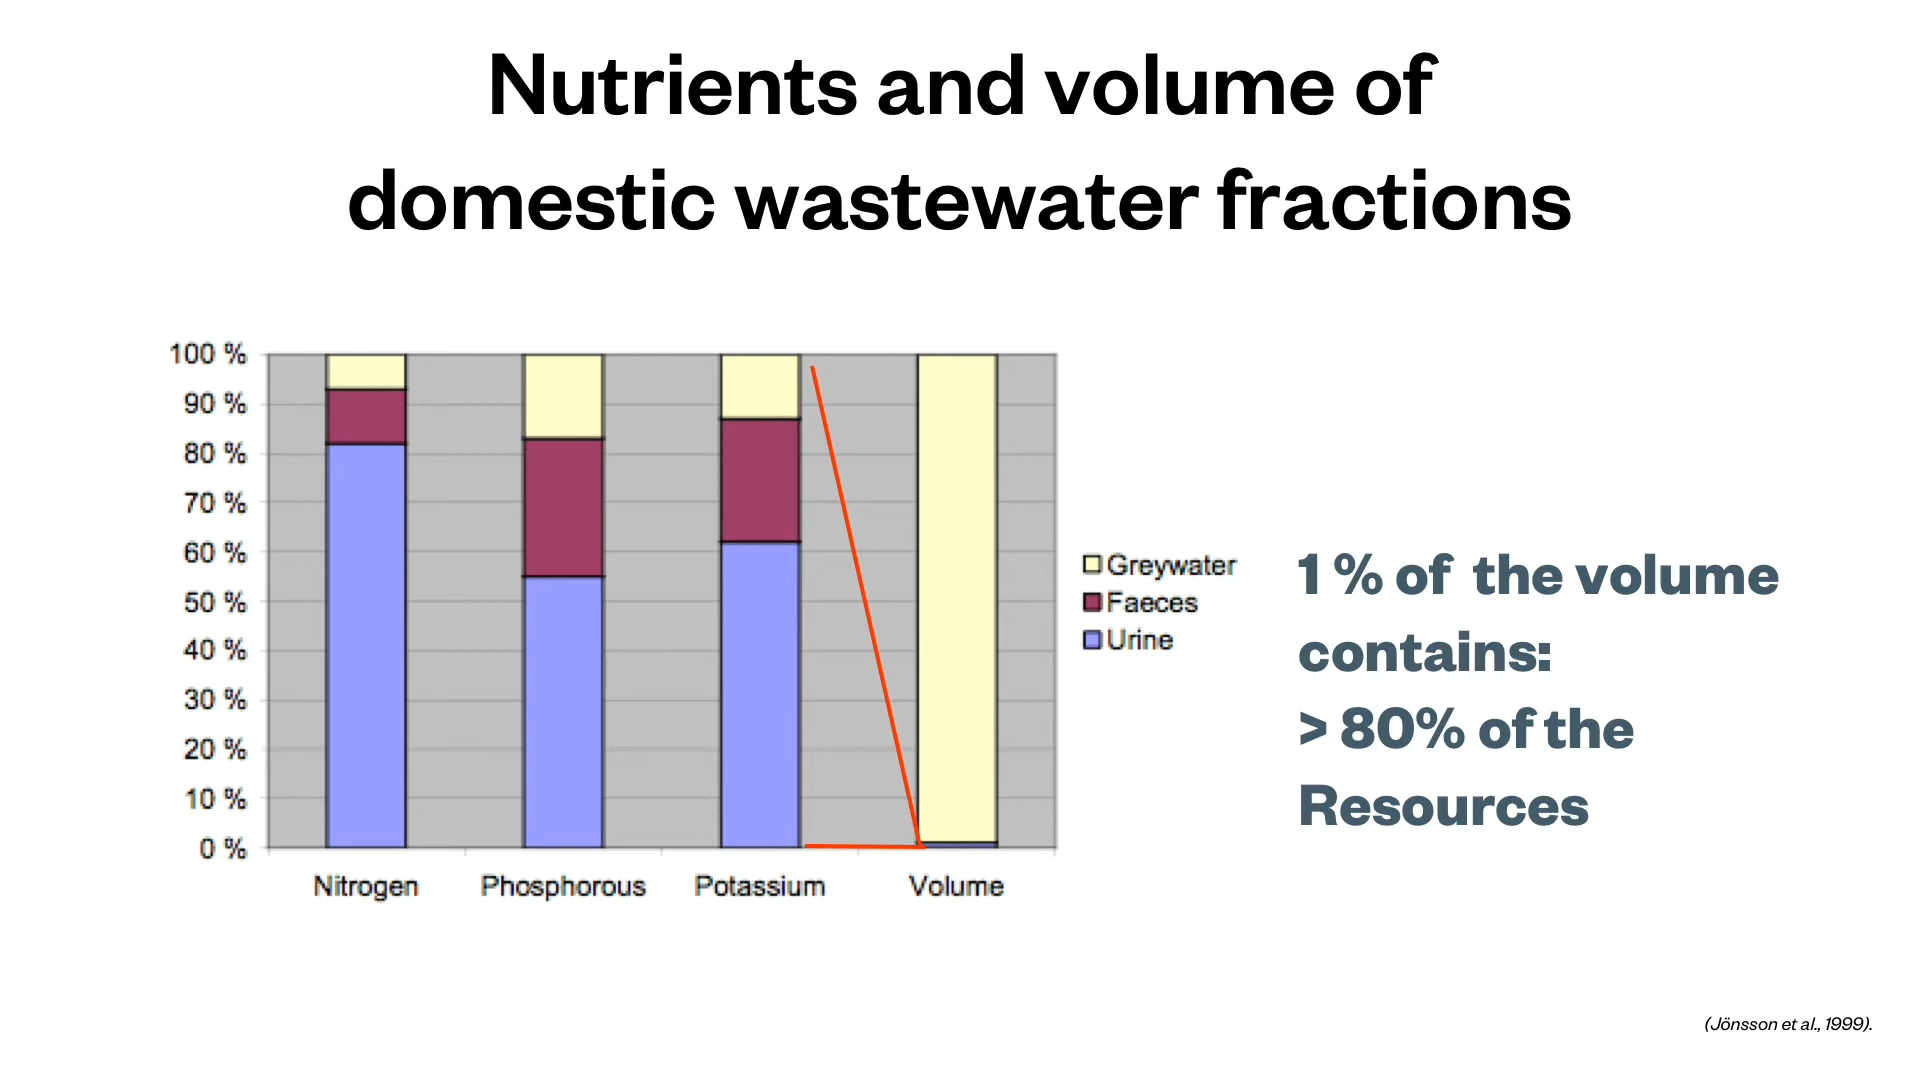 Nutrients and volume of
domestic wastewater fractions
100 %
90 %
80 %
70 %
60 %
50 %
40 %
30 %
20 %
10 %
0 %
Nitrogen
Phosphorous
Potassium
Volume
Greywater
Faeces
Urine
1 % of the volume
contains:
> 80% of the
Resources
(Jönsson et al., 1999).